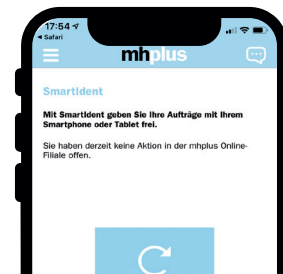 17:54
Safari
mhplus
SmartIdent
Mit SmartIdent geben Sie Ihre Aufträge mit Ihrem
Smartphone oder Tablet frei.
Sie haben derzeit keine Aktion in der mhplus Online-
Filiale offen.